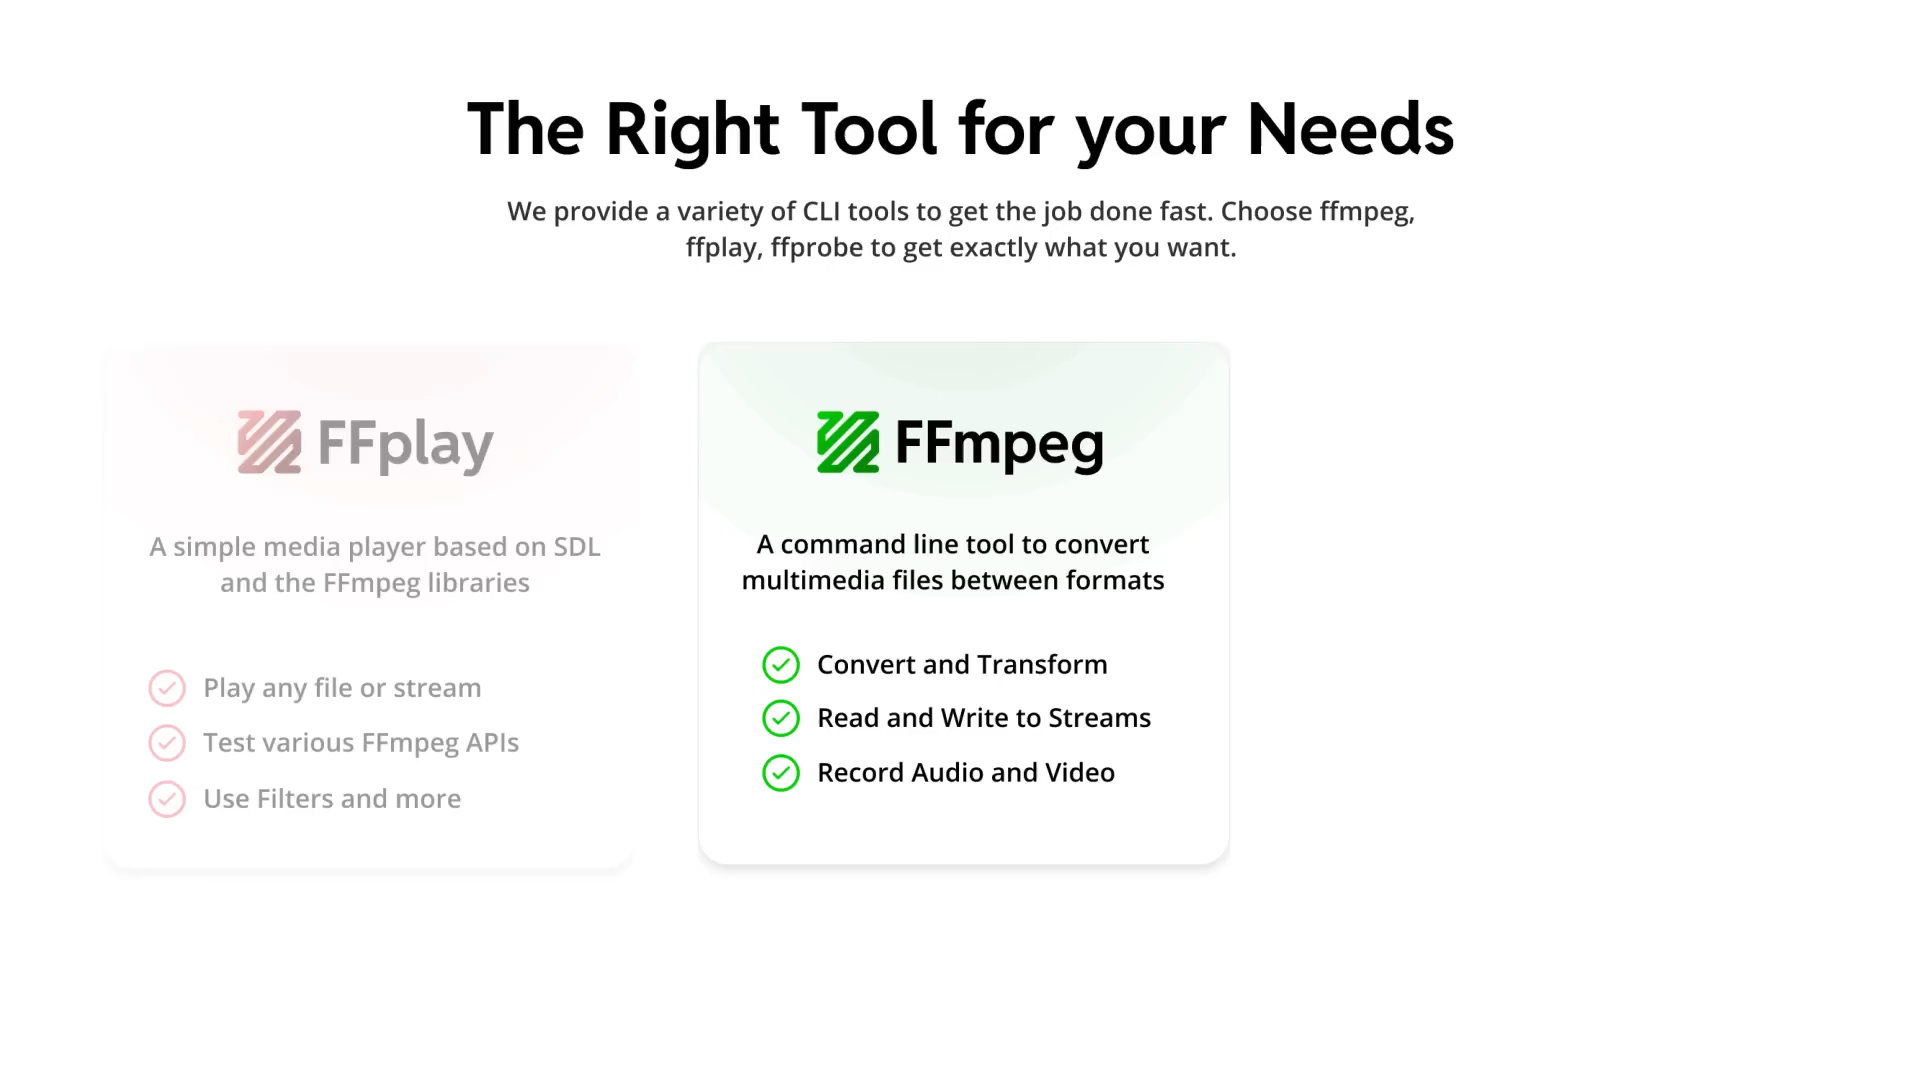 The Right Tool for your Needs
We provide a variety of CLI tools to get the job done fast. Choose ffmpeg,
ffplay, ffprobe to get exactly what you want.
FFplay
A simple media player based on SDL
and the FFmpeg libraries
Play any file or stream
Test various FFmpeg APIs
Use Filters and more
FFmpeg
A command line tool to convert
multimedia files between formats
Convert and Transform
Read and Write to Streams
Record Audio and Video